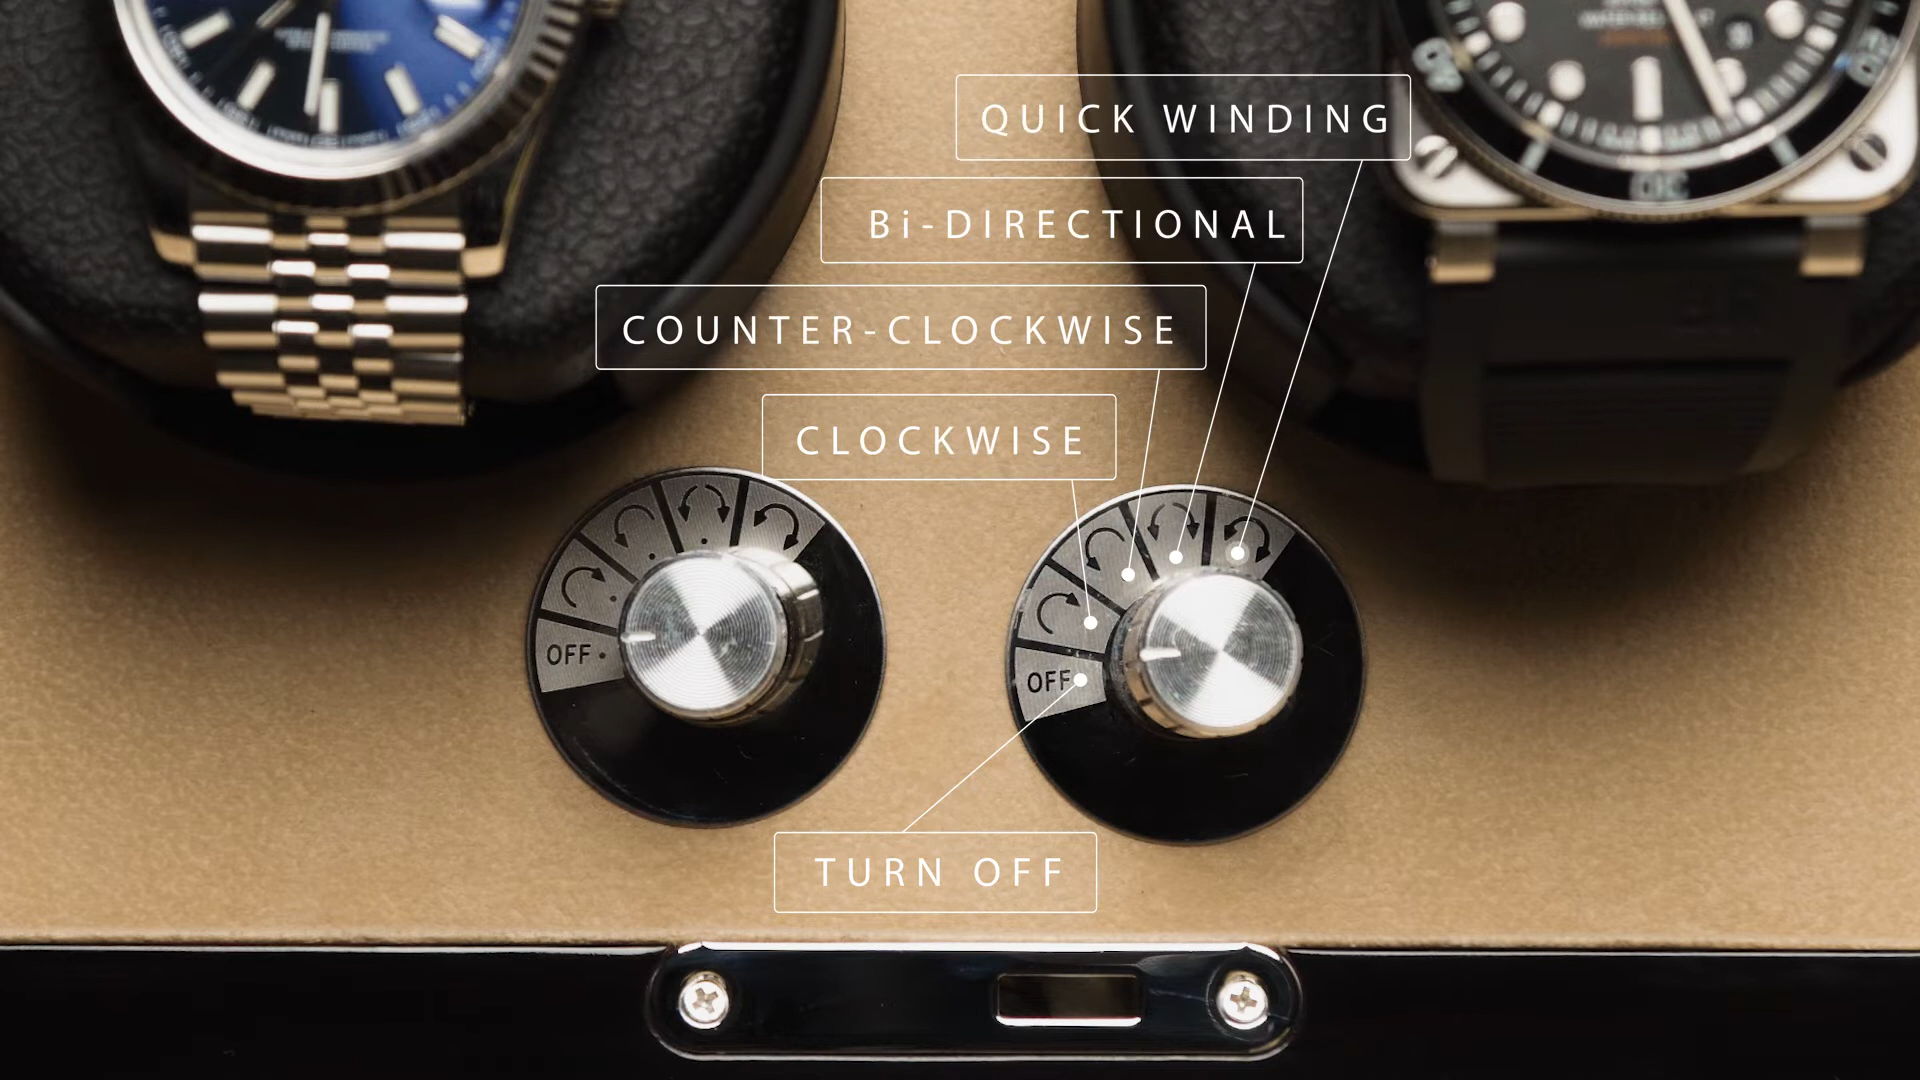 QUICK WINDING
Bi-DIRECTIONAL
COUNTER-CLOCKWISE
CLOCKWISE
OFF
OFF
TURN OFF